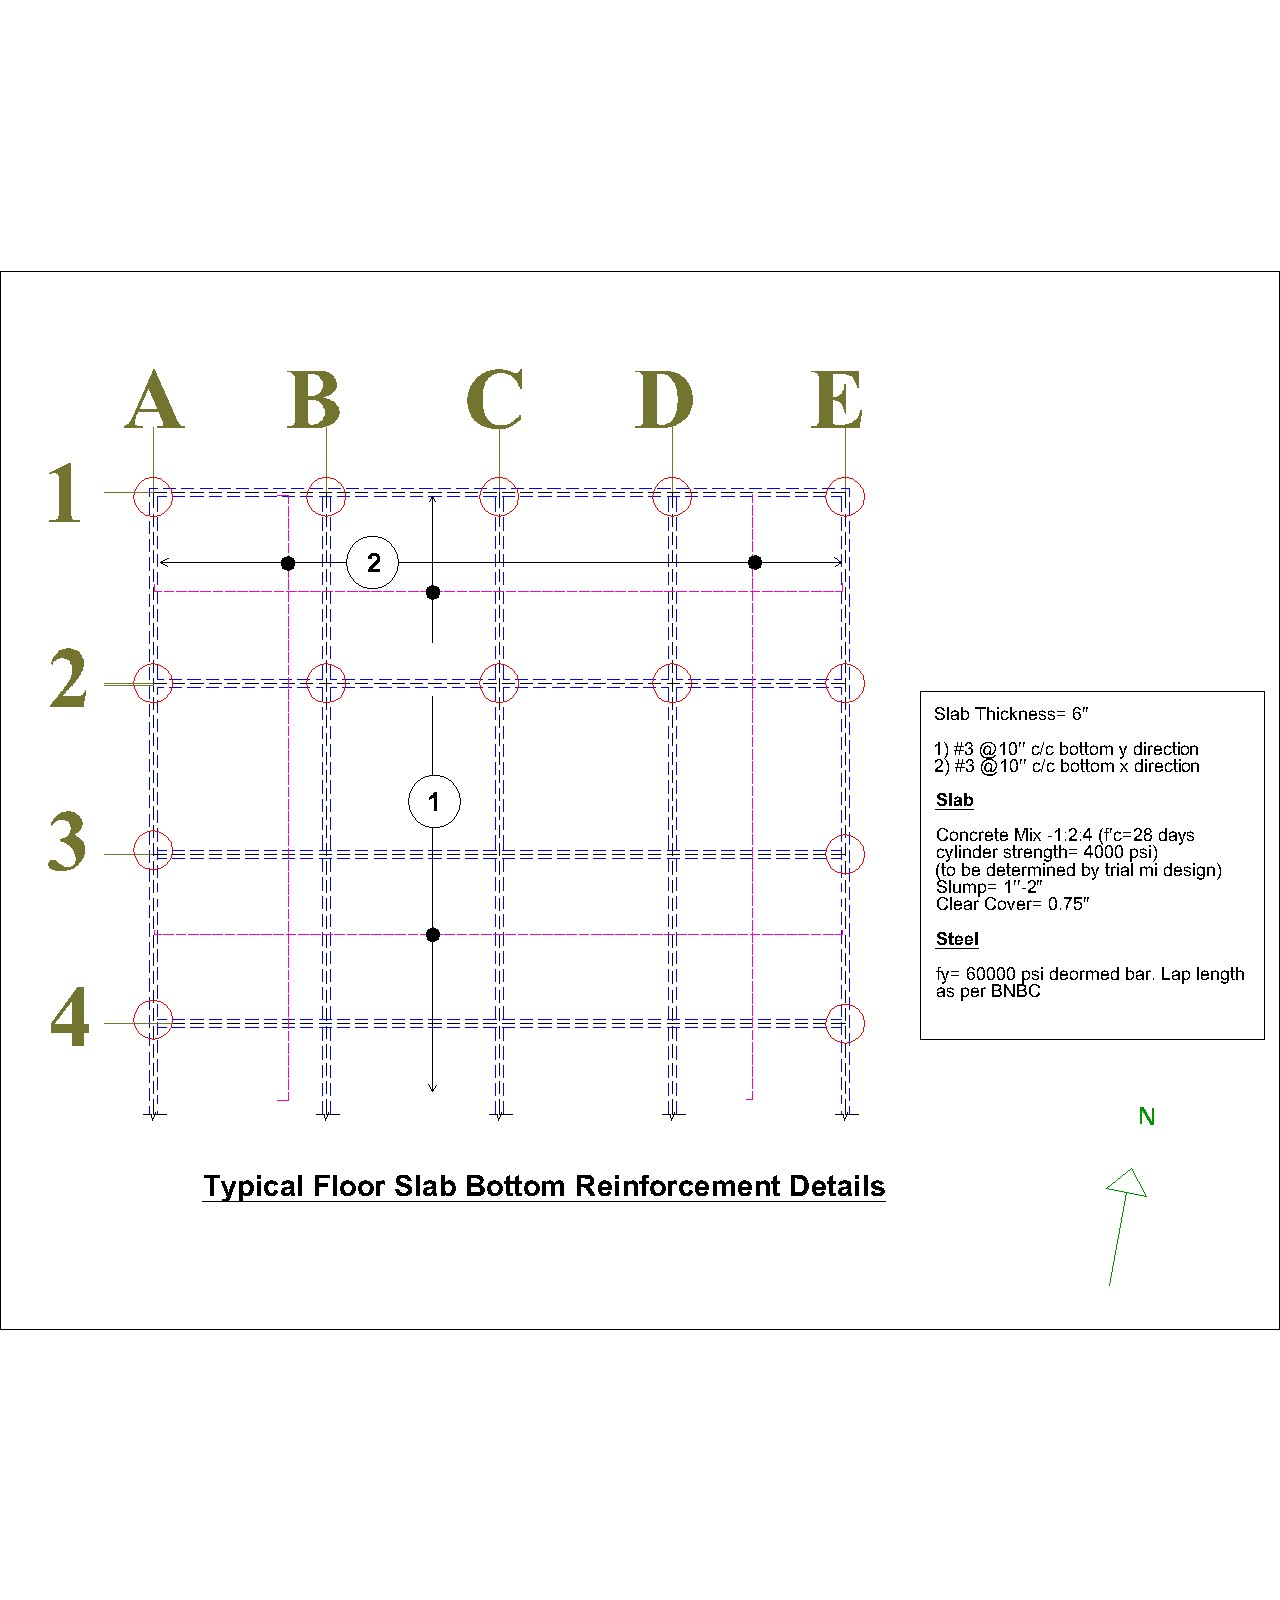 A B C D E
1
2
2
1
3
4
Slab Thickness= 6"
1) #3 @10" c/c bottom y direction
2) #3 @10" c/c bottom x direction
Slab
Concrete Mix -1:2:4 (f'c=28 days
cylinder strength= 4000 psi)
(to be determined by trial mi design)
Slump= 1"-2"
Clear Cover= 0.75"
Steel
fy= 60000 psi deormed bar. Lap length
as per BNBC
N
Typical Floor Slab Bottom Reinforcement Details